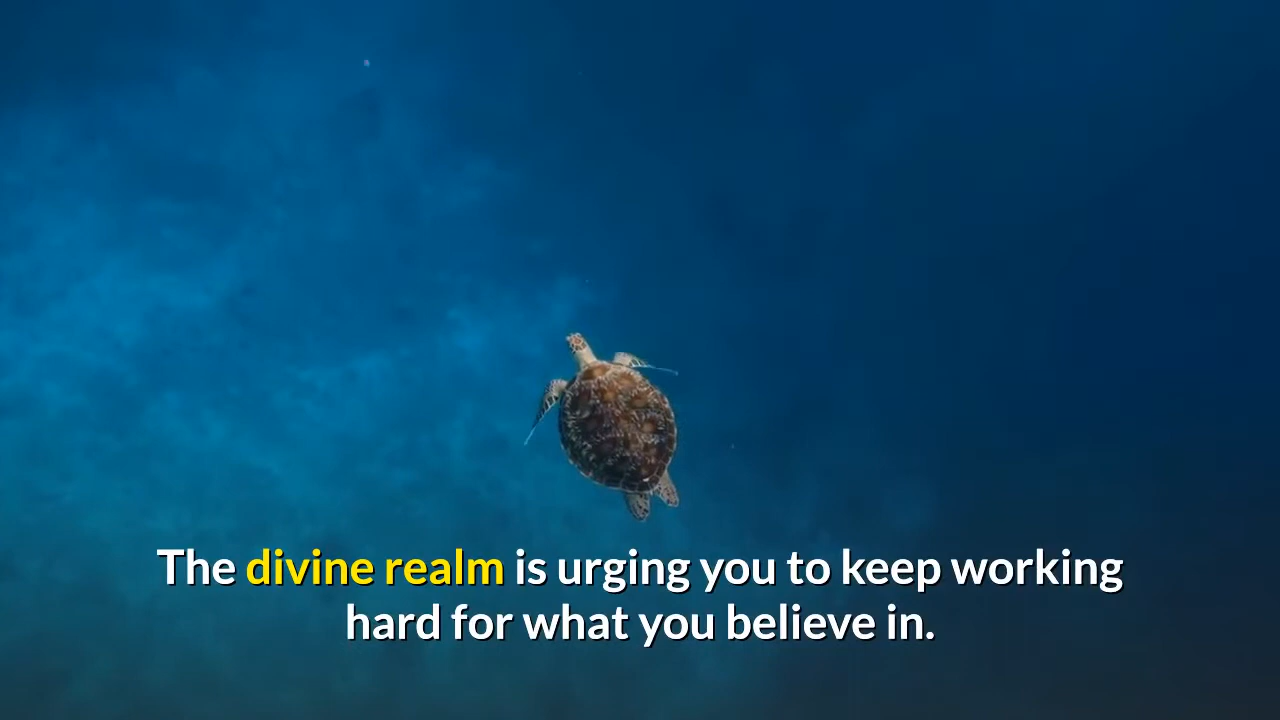 The divine realm is urging you to keep working
hard for what you believe in.